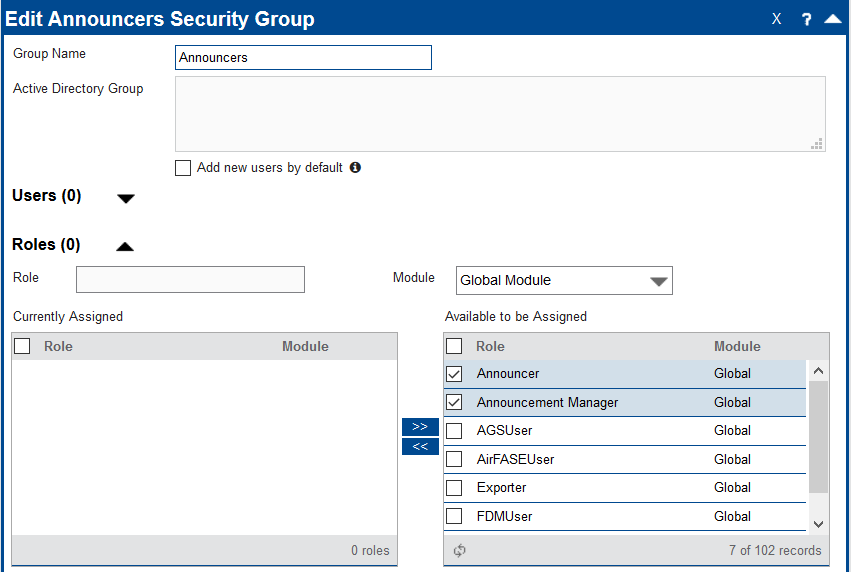 Edit Announcers Security Group X ?
Group Name Announcers
Active Directory Group
Add new users by default
Users (0)
Roles (0)
Role Module Global Module
Currently Assigned Available to be Assigned
Role Module Role Module
Announcer Global
Announcement Manager Global
AGSUser Global
>>
<<
AirFASEUser Global
Exporter Global
FDMUser Global
0 roles 7 of 102 records